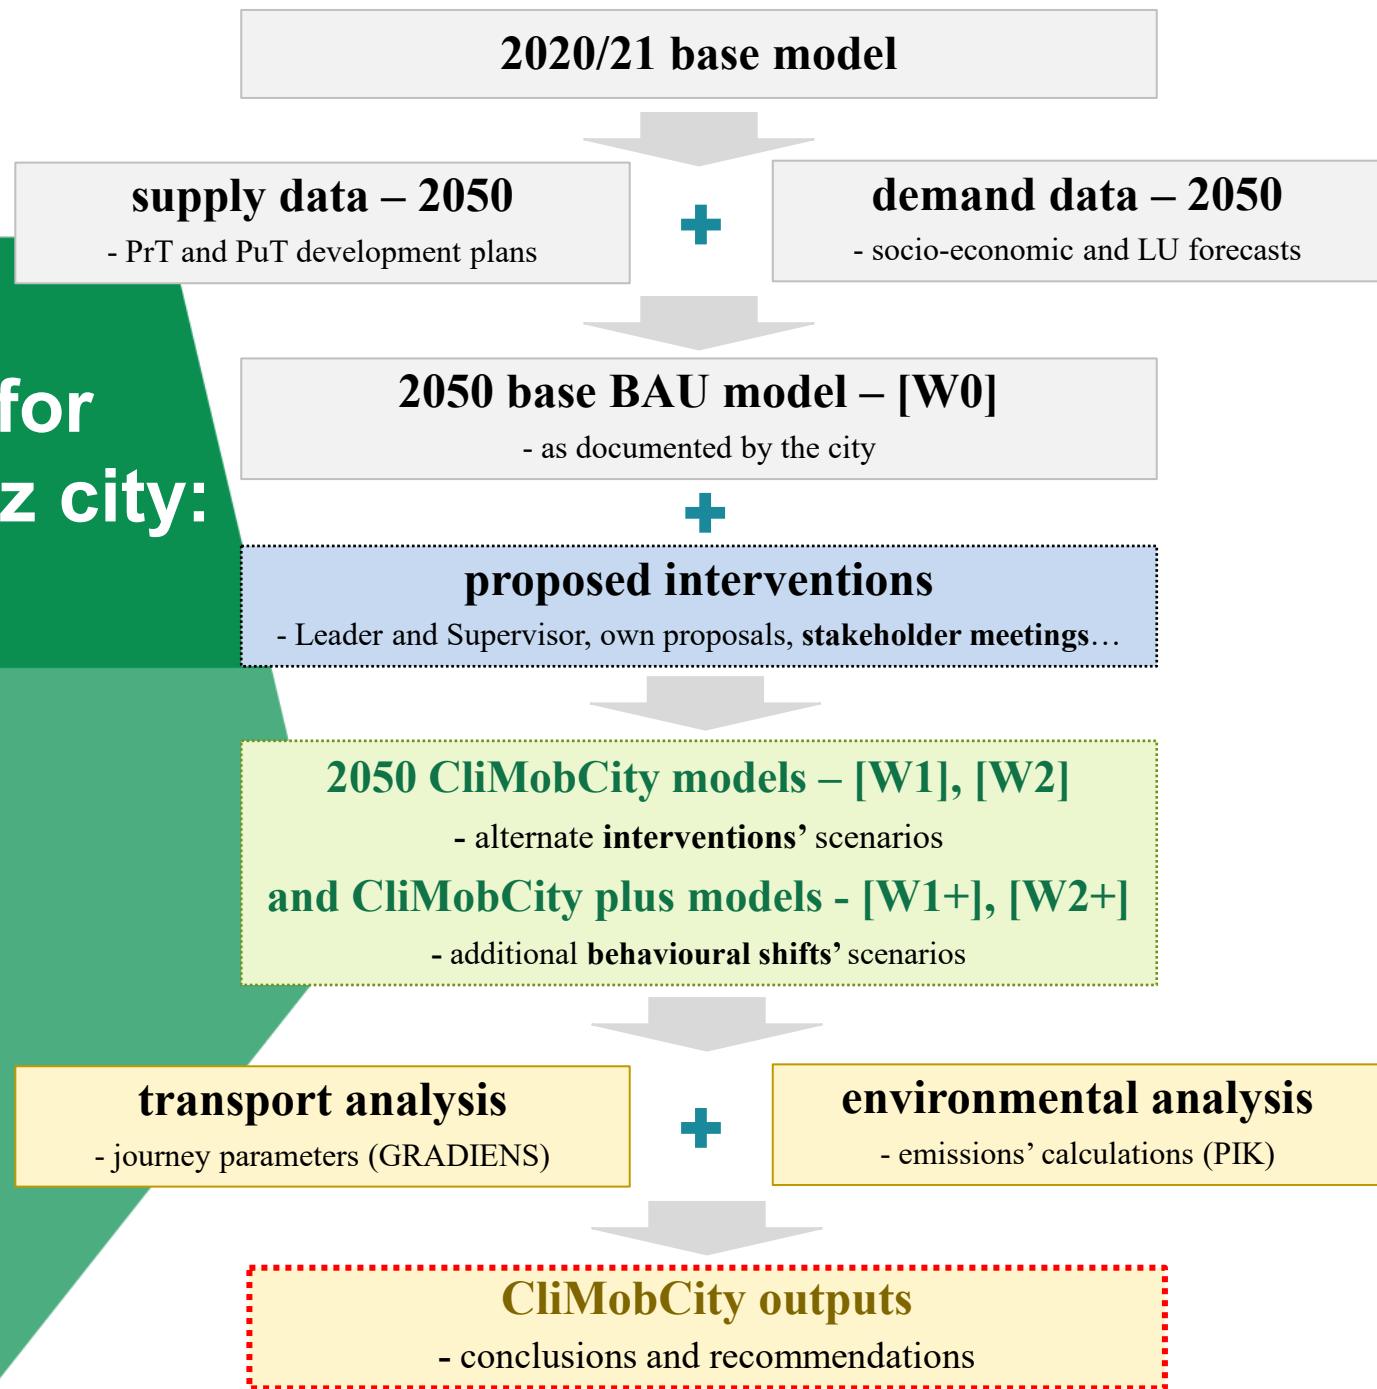 2020/21 base model
supply data – 2050
- PrT and PuT development plans
demand data – 2050
- socio-economic and LU forecasts
for
z city:
2050 base BAU model – [W0]
- as documented by the city
proposed interventions
- Leader and Supervisor, own proposals, stakeholder meetings…
2050 CliMobCity models – [W1], [W2]
- alternate interventions’ scenarios
and CliMobCity plus models - [W1+], [W2+]
- additional behavioural shifts’ scenarios
transport analysis
- journey parameters (GRADIENS)
environmental analysis
- emissions’ calculations (PIK)
CliMobCity outputs
- conclusions and recommendations